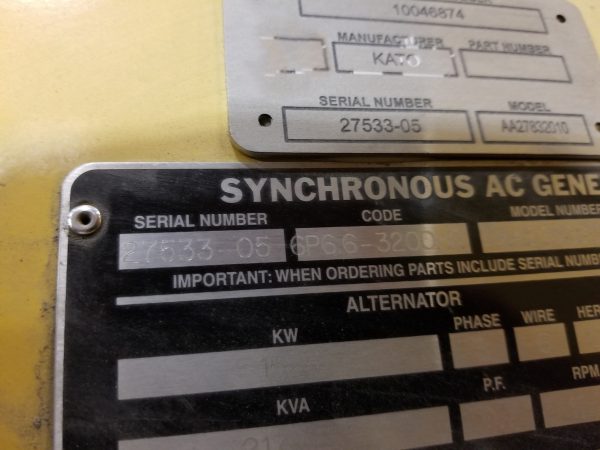 10046874
MANUFACTURER PART NUMBER
KATO
SERIAL NUMBER MODEL
27533-05 AA27832010
SYNCHRONOUS AC GENE
SERIAL NUMBER CODE MODEL NUMBER
27533-05 6P6.6-3200
IMPORTANT: WHEN ORDERING PARTS INCLUDE SERIAL NUMB
ALTERNATOR
KW PHASE WIRE HER
KVA P.F. RPM